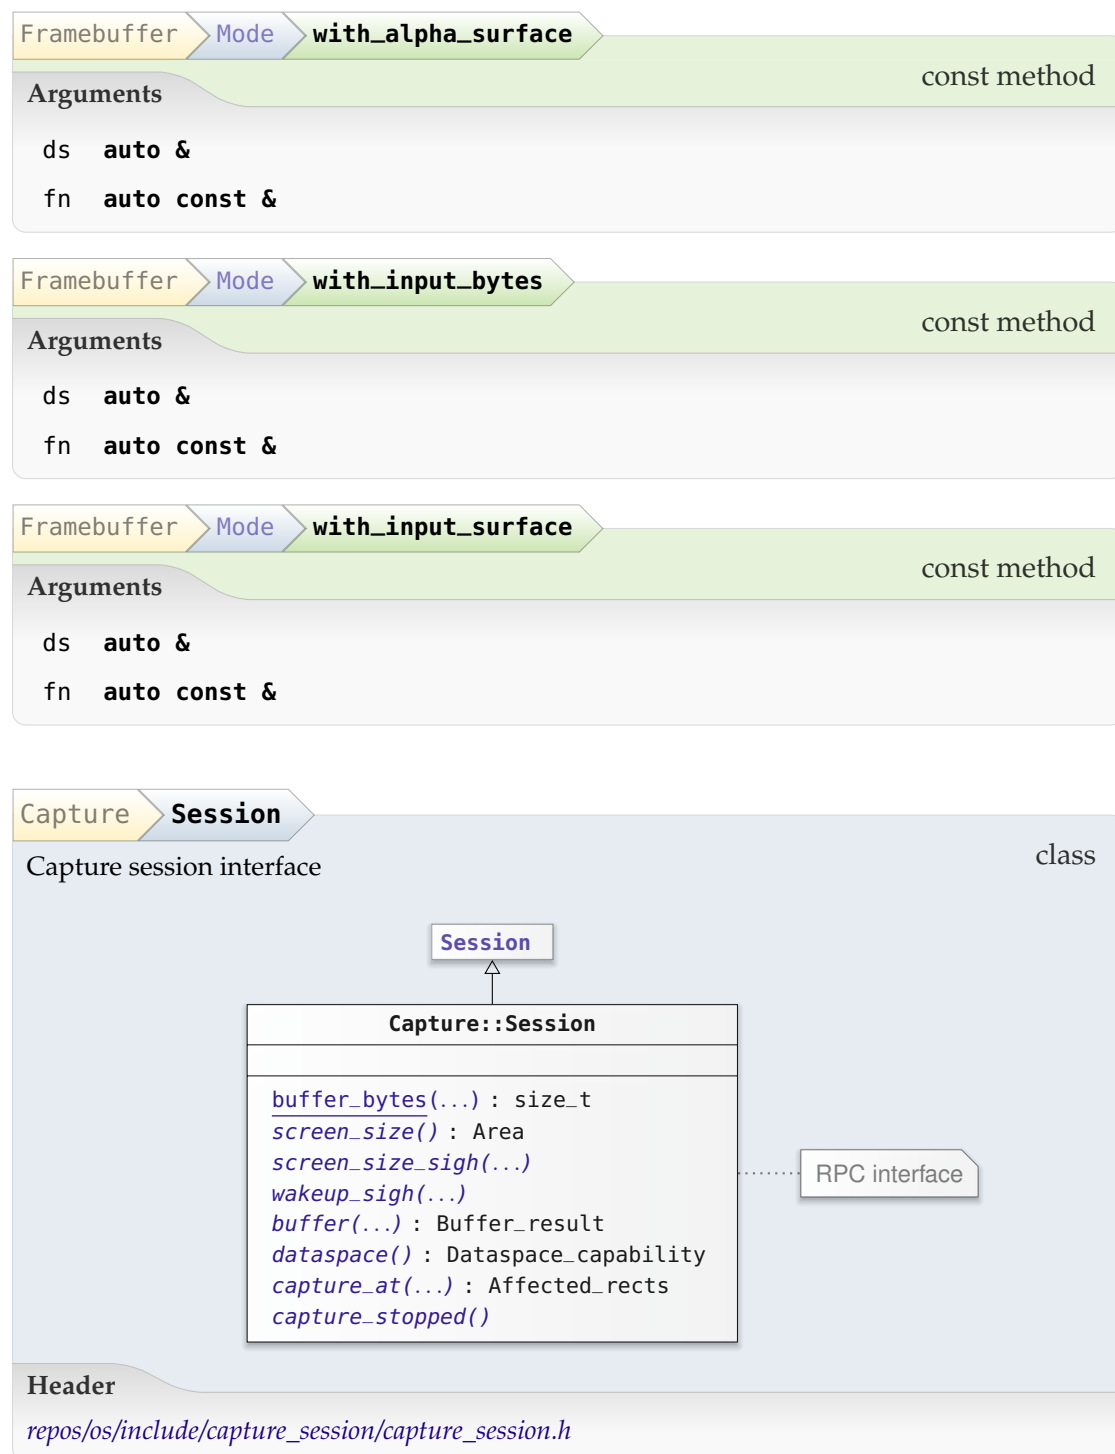 Framebuffer Mode with_alpha_surface
const method
Arguments
ds auto &
fn auto const &
Framebuffer Mode with_input_bytes
const method
Arguments
ds auto &
fn auto const &
Framebuffer Mode with_input_surface
const method
Arguments
ds auto &
fn auto const &
Capture Session
class
Capture session interface
Session
Capture::Session
buffer_bytes(...) : size_t
screen_size() : Area
screen_size_sigh(...)
wakeup_sigh(...)
buffer(...) : Buffer_result
dataspace() : Dataspace_capability
capture_at(...) : Affected_rects
capture_stopped()
RPC interface
Header
repos/os/include/capture_session/capture_session.h